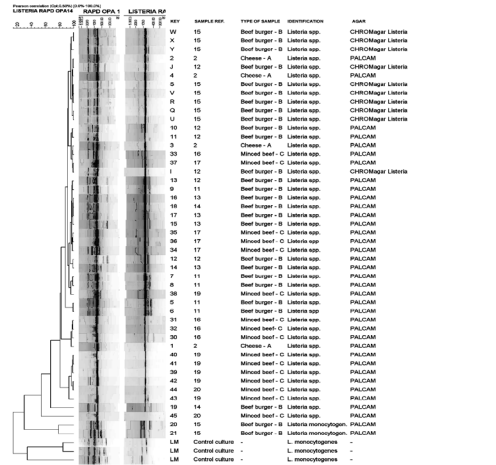 Pearson correlation
LISTERIA RAPD OPA14 RAPD OPA 1 LISTERIA RA
KEY SAMPLE REF. TYPE OF SAMPLE IDENTIFICATION AGAR
20 40 60 80 100
W 15 Beef burger - B Listeria spp. CHROMagar Listeria
X 15 Beef burger - B Listeria spp. CHROMagar Listeria
Y 15 Beef burger - B Listeria spp. CHROMagar Listeria
2 2 Cheese - A Listeria spp. PALCAM
J 12 Beef burger - B Listeria spp. CHROMagar Listeria
4 2 Cheese - A Listeria spp. PALCAM
S 15 Beef burger - B Listeria spp. CHROMagar Listeria
V 15 Beef burger - B Listeria spp. CHROMagar Listeria
R 15 Beef burger - B Listeria spp. CHROMagar Listeria
Q 15 Beef burger - B Listeria spp. CHROMagar Listeria
U 15 Beef burger - B Listeria spp. CHROMagar Listeria
10 12 Beef burger - B Listeria spp. PALCAM
11 12 Beef burger - B Listeria spp. PALCAM
3 2 Cheese - A Listeria spp. PALCAM
33 16 Minced beef - C Listeria spp. PALCAM
37 17 Minced beef - C Listeria spp. PALCAM
I 12 Beef burger - B Listeria spp. CHROMagar Listeria
13 12 Beef burger - B Listeria spp. PALCAM
9 11 Beef burger - B Listeria spp. PALCAM
16 13 Beef burger - B Listeria spp. PALCAM
18 14 Beef burger - B Listeria spp. PALCAM
17 13 Beef burger - B Listeria spp. PALCAM
15 13 Beef burger - B Listeria spp. PALCAM
35 17 Minced beef - C Listeria spp. PALCAM
36 17 Minced beef - C Listeria spp. PALCAM
34 17 Minced beef - C Listeria spp. PALCAM
12 12 Beef burger - B Listeria spp. PALCAM
14 13 Beef burger - B Listeria spp. PALCAM
7 11 Beef burger - B Listeria spp. PALCAM
8 11 Beef burger - B Listeria spp. PALCAM
38 19 Minced beef - C Listeria spp. PALCAM
5 11 Beef burger - B Listeria spp. PALCAM
6 11 Beef burger - B Listeria spp. PALCAM
31 16 Minced beef - C Listeria spp. PALCAM
32 16 Minced beef - C Listeria spp. PALCAM
30 16 Minced beef - C Listeria spp. PALCAM
1 2 Cheese - A Listeria spp. PALCAM
40 19 Minced beef - C Listeria spp. PALCAM
41 19 Minced beef - C Listeria spp. PALCAM
39 19 Minced beef - C Listeria spp. PALCAM
42 19 Minced beef - C Listeria spp. PALCAM
44 20 Minced beef - C Listeria spp. PALCAM
43 19 Minced beef - C Listeria spp. PALCAM
19 14 Beef burger - B Listeria spp. PALCAM
45 20 Minced beef - C Listeria spp. PALCAM
20 15 Beef burger - B Listeria monocytogen. PALCAM
21 15 Beef burger - B Listeria monocytogen. PALCAM
LM Control culture - L. monocytogenes -
LM Control culture - L. monocytogenes -
LM Control culture - L. monocytogenes -